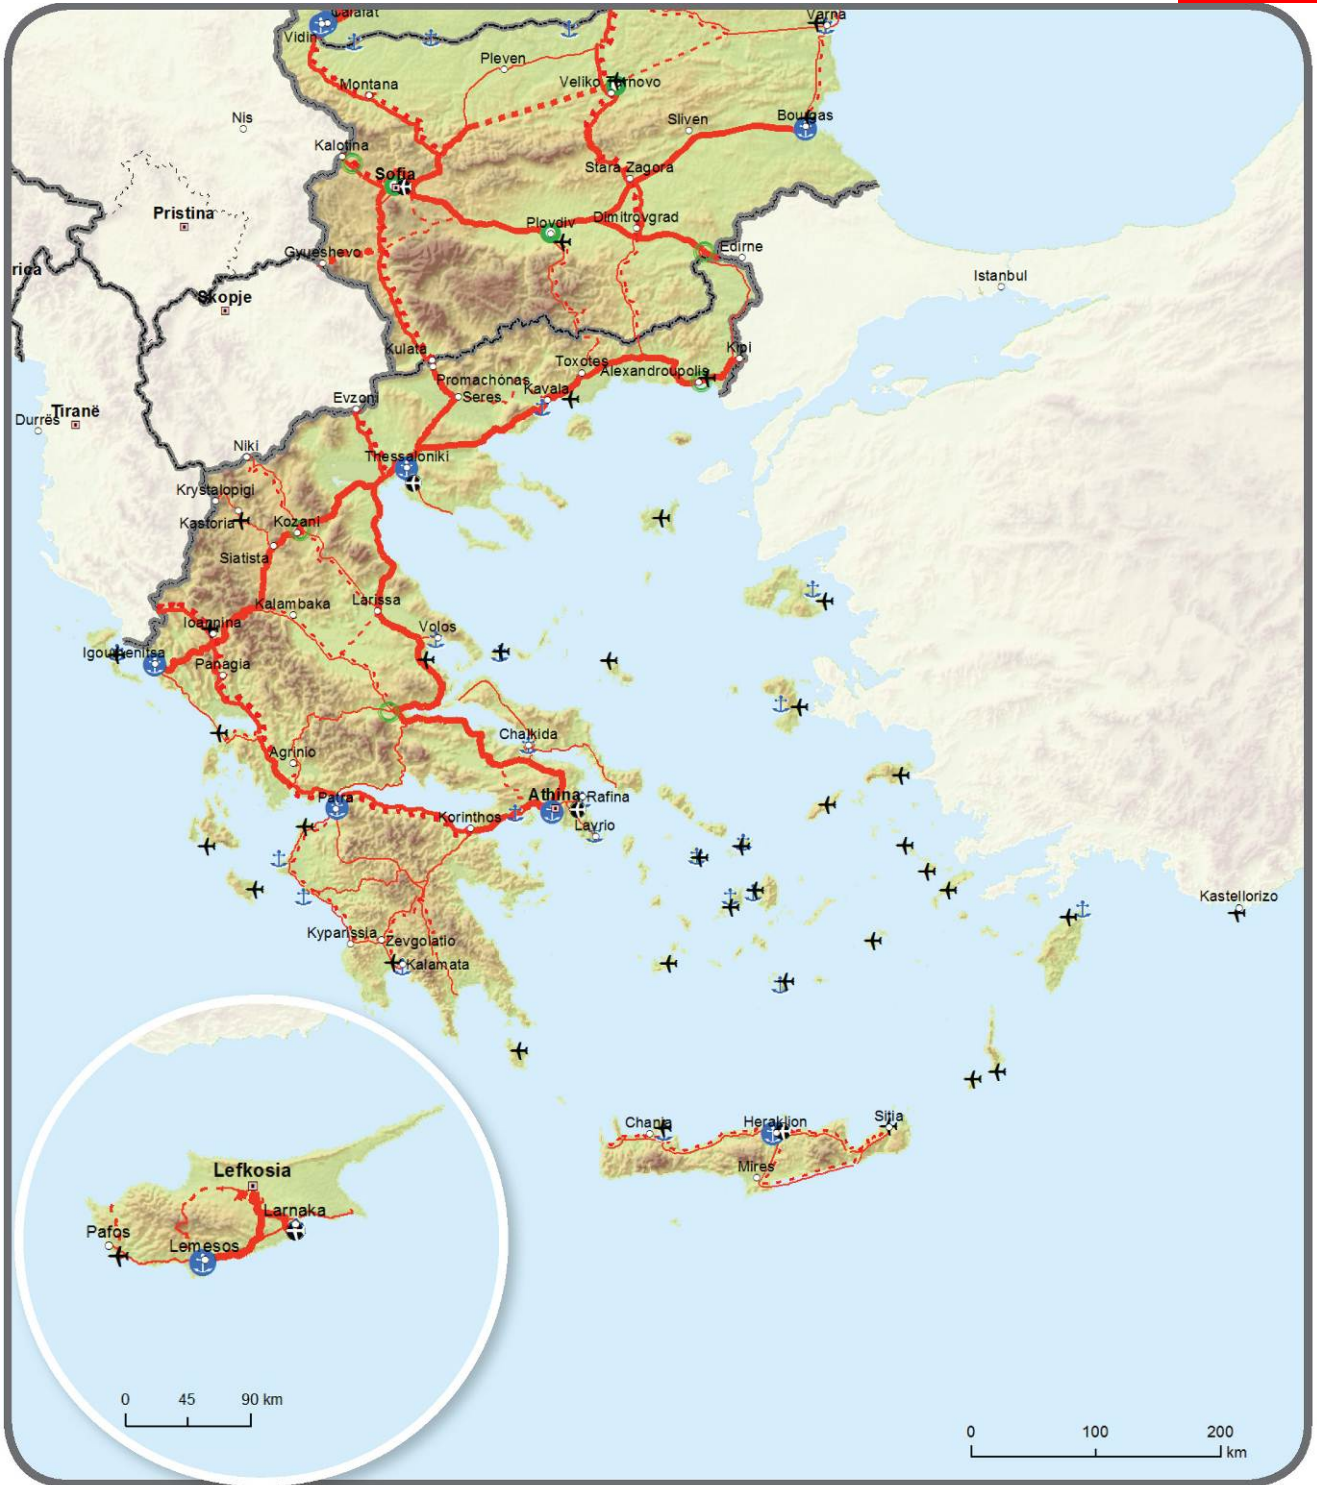 Calafat
Varna
Vidin
Pleven
Montana
Veliko Tarnovo
Nis
Sliven
Bourgas
Kalotina
Sofia
Stara Zagora
Pristina
Plovdiv
Dimitrovgrad
Gyueshevo
Edirne
rica
Istanbul
Skopje
Kulata
Kipi
Toxotes
Alexandroupolis
Promachónas
Kavala
Evzoni
Seres
Tiranë
Durrës
Niki
Thessaloniki
Krystalopigi
Kastoria
Kozani
Siatista
Kalambaka
Larissa
Ioannina
Volos
Igoumenitsa
Panagia
Chalkida
Agrinio
Patra
Athina
Rafina
Korinthos
Lavrio
Kastellorizo
Kyparissia
Zevgolatio
Kalamata
Chania
Heraklion
Sitia
Mires
Lefkosia
Larnaka
Pafos
Lemesos
0 45 90 km
0 100 200
km